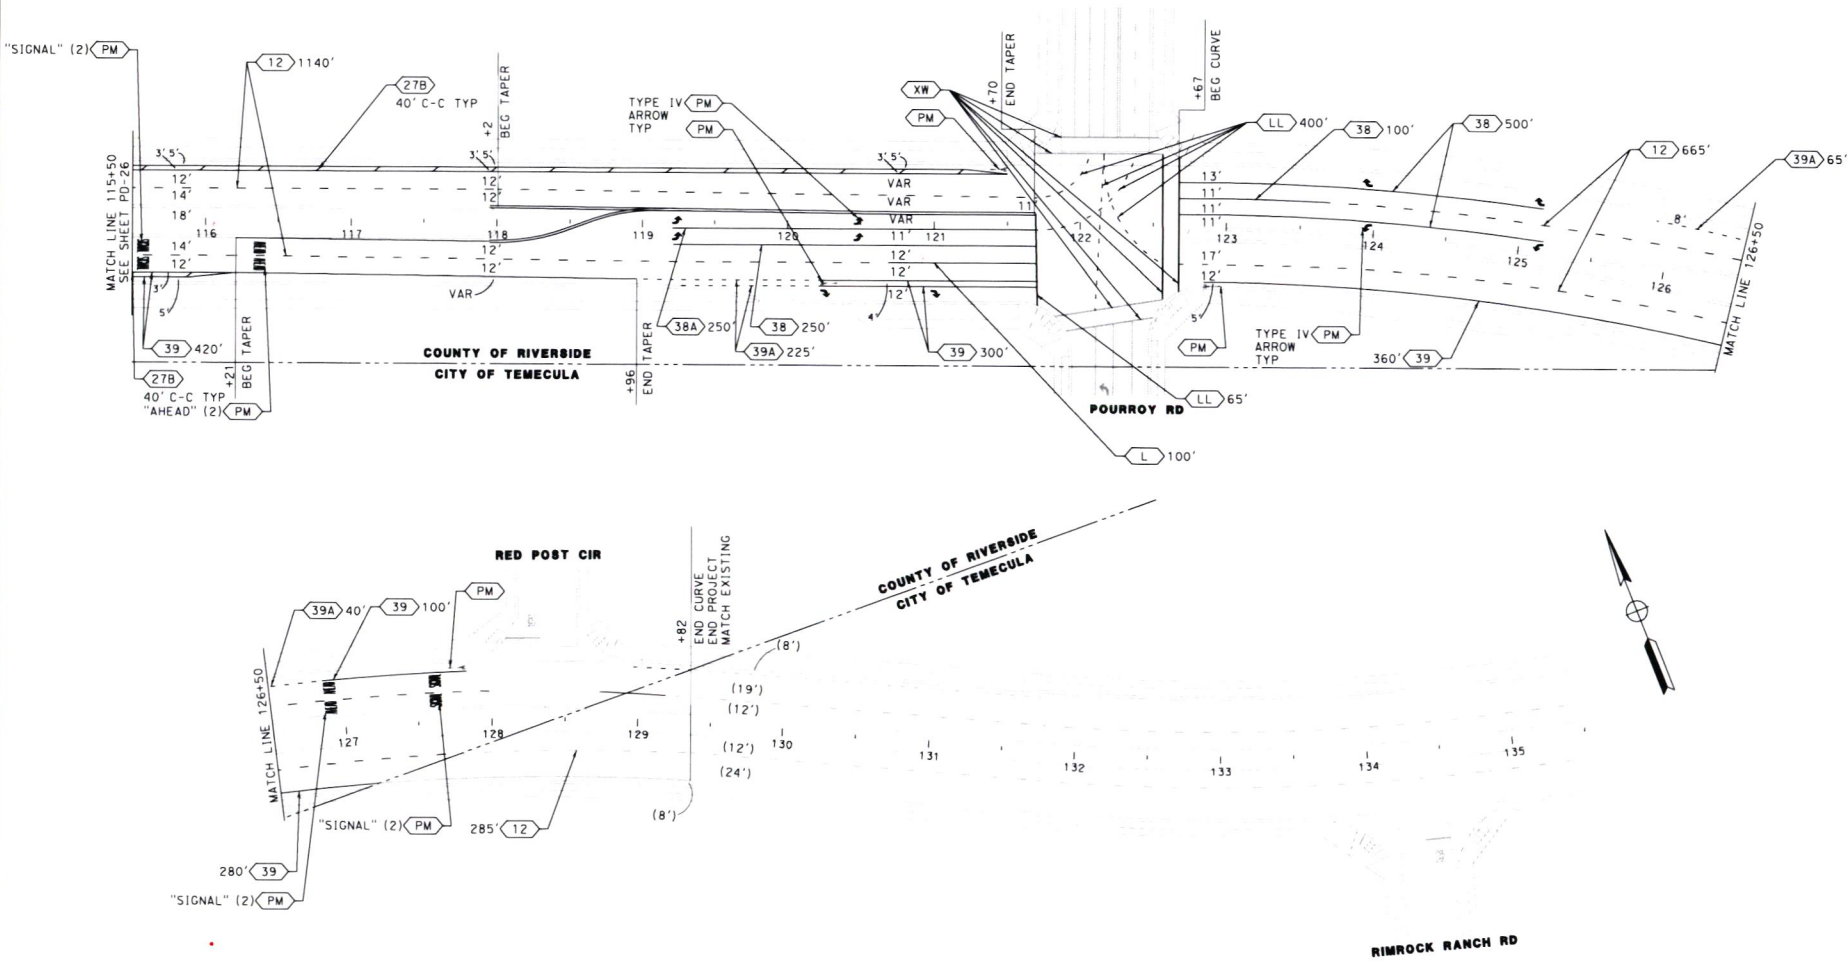 "SIGNAL" (2) PM
12 1140'
27B
40' C-C TYP
+2
BEG TAPER
TYPE IV PM
ARROW
TYP
PM
XW
PM
+70
END TAPER
+67
BEG CURVE
LL 400'
38 100'
38 500'
12 665'
39A 65'
MATCH LINE 115+50
SEE SHEET PD-26
3' 5'
12'
14'
18'
14'
12'
3'
5'
116
117
118
119
120
121
122
123
124
125
126
3' 5'
12'
12'
12'
12'
VAR
3' 5'
VAR
VAR
VAR
11'
12'
12'
12'
4'
11'
13'
11'
11'
17'
12'
5'
8'
MATCH LINE 126+50
39 420'
27B
40' C-C TYP
"AHEAD" (2) PM
+21
BEG TAPER
COUNTY OF RIVERSIDE
CITY OF TEMECULA
+96
END TAPER
38A 250'
38 250'
39A 225'
39 300'
PM
TYPE IV PM
ARROW
TYP
360' 39
LL 65'
POURROY RD
L 100'
RED POST CIR
39A 40'
39 100'
PM
+82
END CURVE
END PROJECT
MATCH EXISTING
COUNTY OF RIVERSIDE
CITY OF TEMECULA
MATCH LINE 126+50
127
128
129
130
131
132
133
134
135
(8')
(19')
(12')
(12')
(24')
(8')
"SIGNAL" (2) PM
285' 12
280' 39
"SIGNAL" (2) PM
RIMROCK RANCH RD